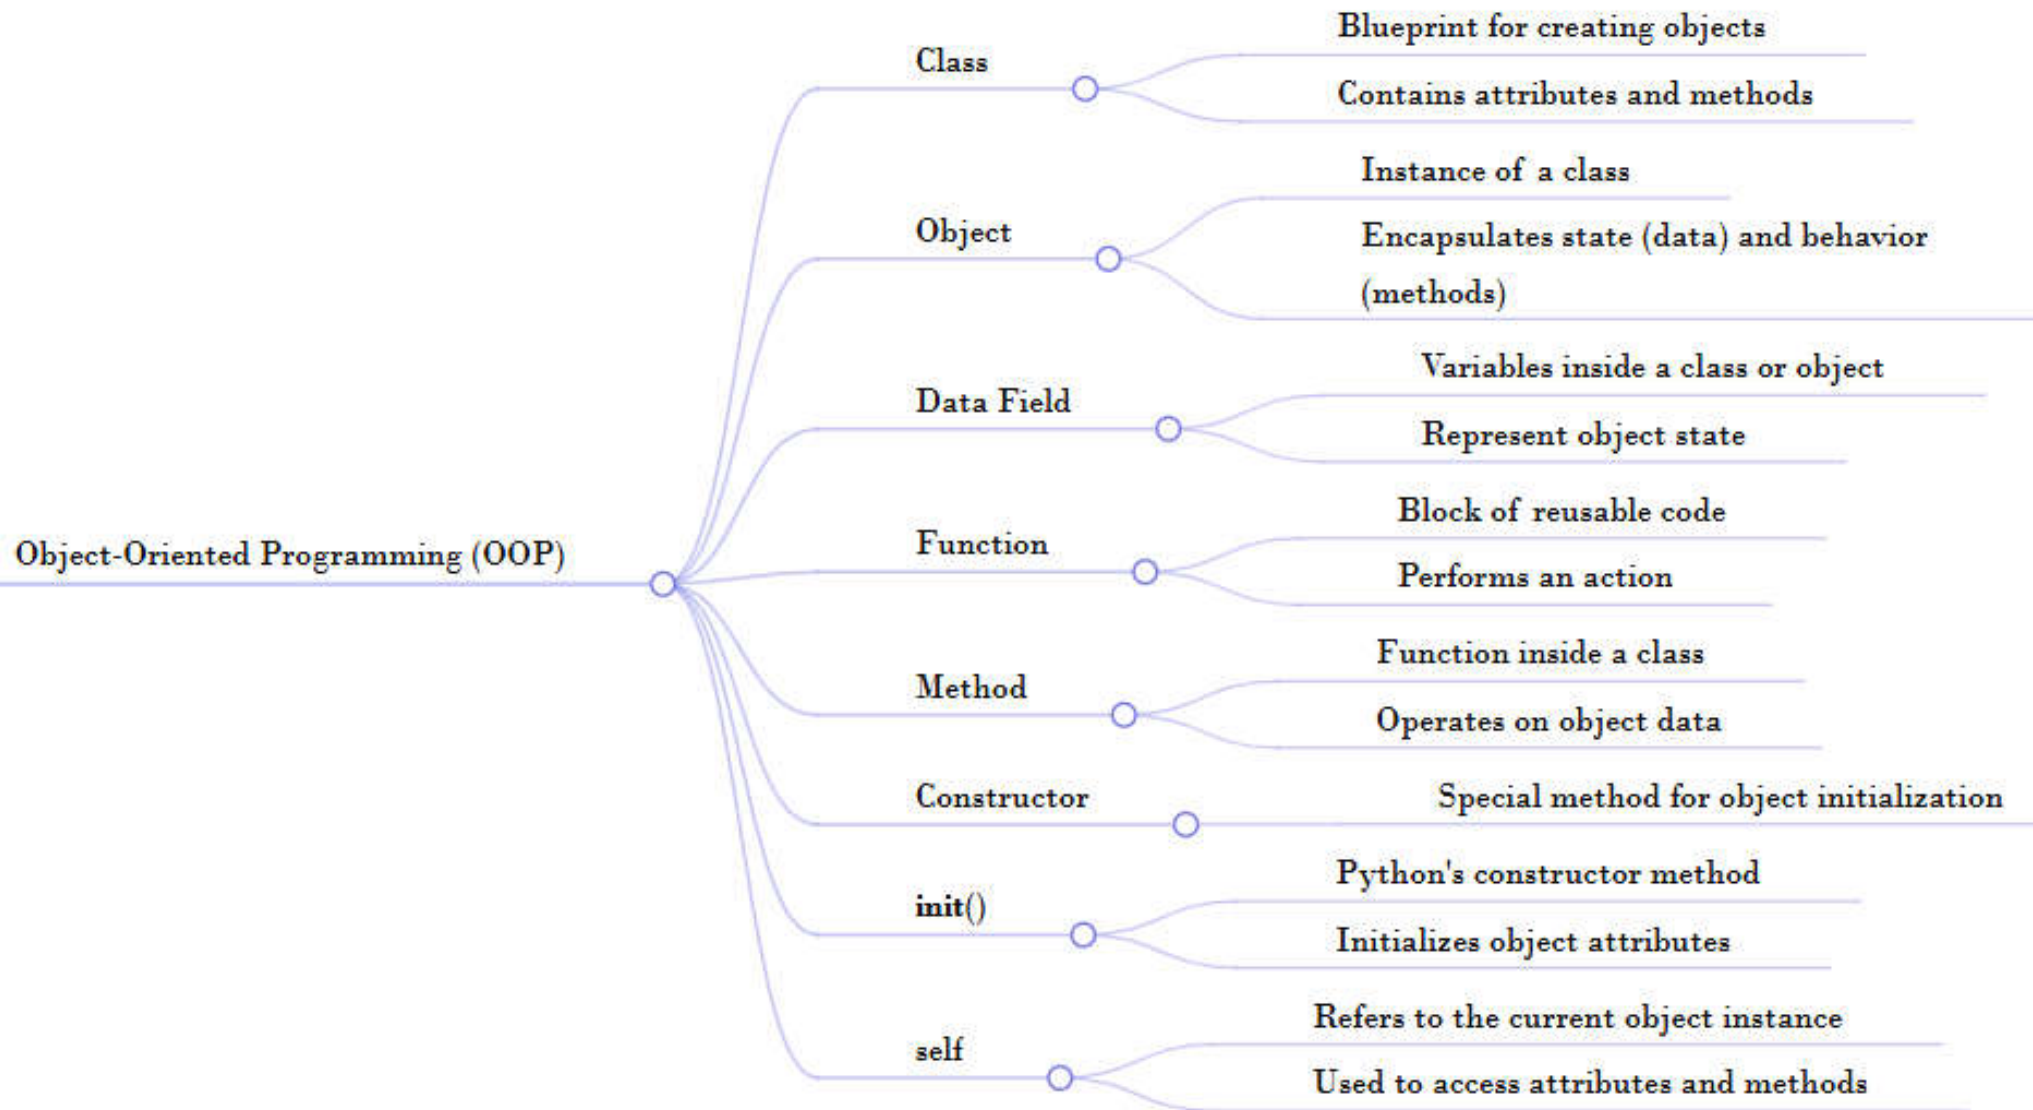 Object-Oriented Programming (OOP)
Class
Blueprint for creating objects
Contains attributes and methods
Object
Instance of a class
Encapsulates state (data) and behavior
(methods)
Data Field
Variables inside a class or object
Represent object state
Function
Block of reusable code
Performs an action
Method
Function inside a class
Operates on object data
Constructor
Special method for object initialization
init()
Python's constructor method
Initializes object attributes
self
Refers to the current object instance
Used to access attributes and methods